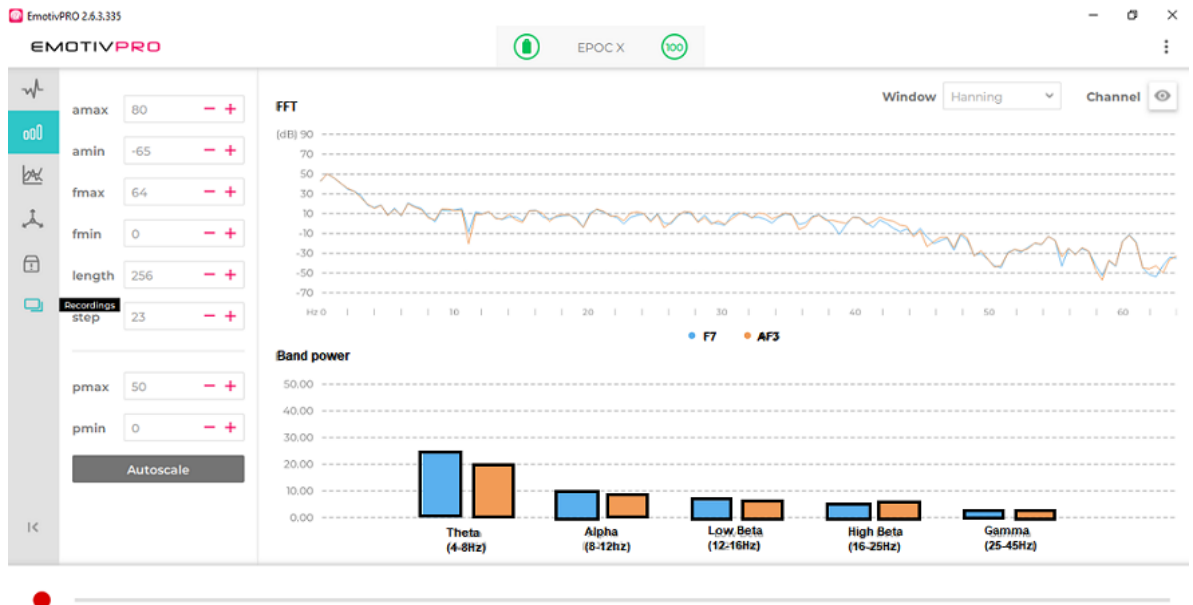 EmotivPRO 2.6.3.335
EMOTIVPRO
EPOC X
100
amax 80 − +
amin -65 − +
fmax 64 − +
fmin 0 − +
length 256 − +
Recordings
step 23 − +
pmax 50 − +
pmin 0 − +
Autoscale
Window Hanning
Channel
FFT
(dB) 90
70
50
30
10
-10
-30
-50
-70
Hz 0 10 20 30 40 50 60
F7 AF3
Band power
50.00
40.00
30.00
20.00
10.00
0.00
Theta Alpha Low Beta High Beta Gamma
(4-8Hz) (8-12hz) (12-16Hz) (16-25Hz) (25-45Hz)